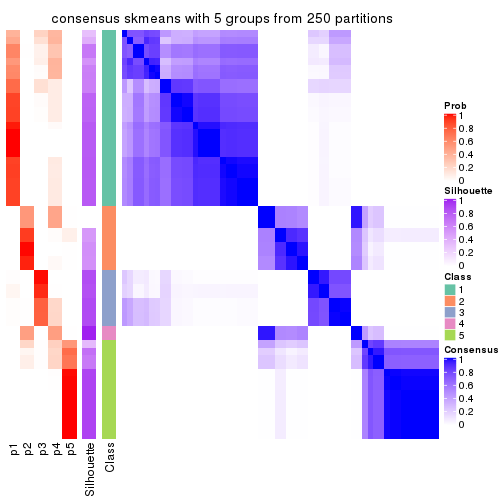 consensus skmeans with 5 groups from 250 partitions
Prob
1
0.8
0.6
0.4
0.2
0
Silhouette
1
0.8
0.6
0.4
0.2
0
Class
1
2
3
4
5
Consensus
1
0.8
0.6
0.4
0.2
0
p1
p2
p3
p4
p5
Silhouette
Class